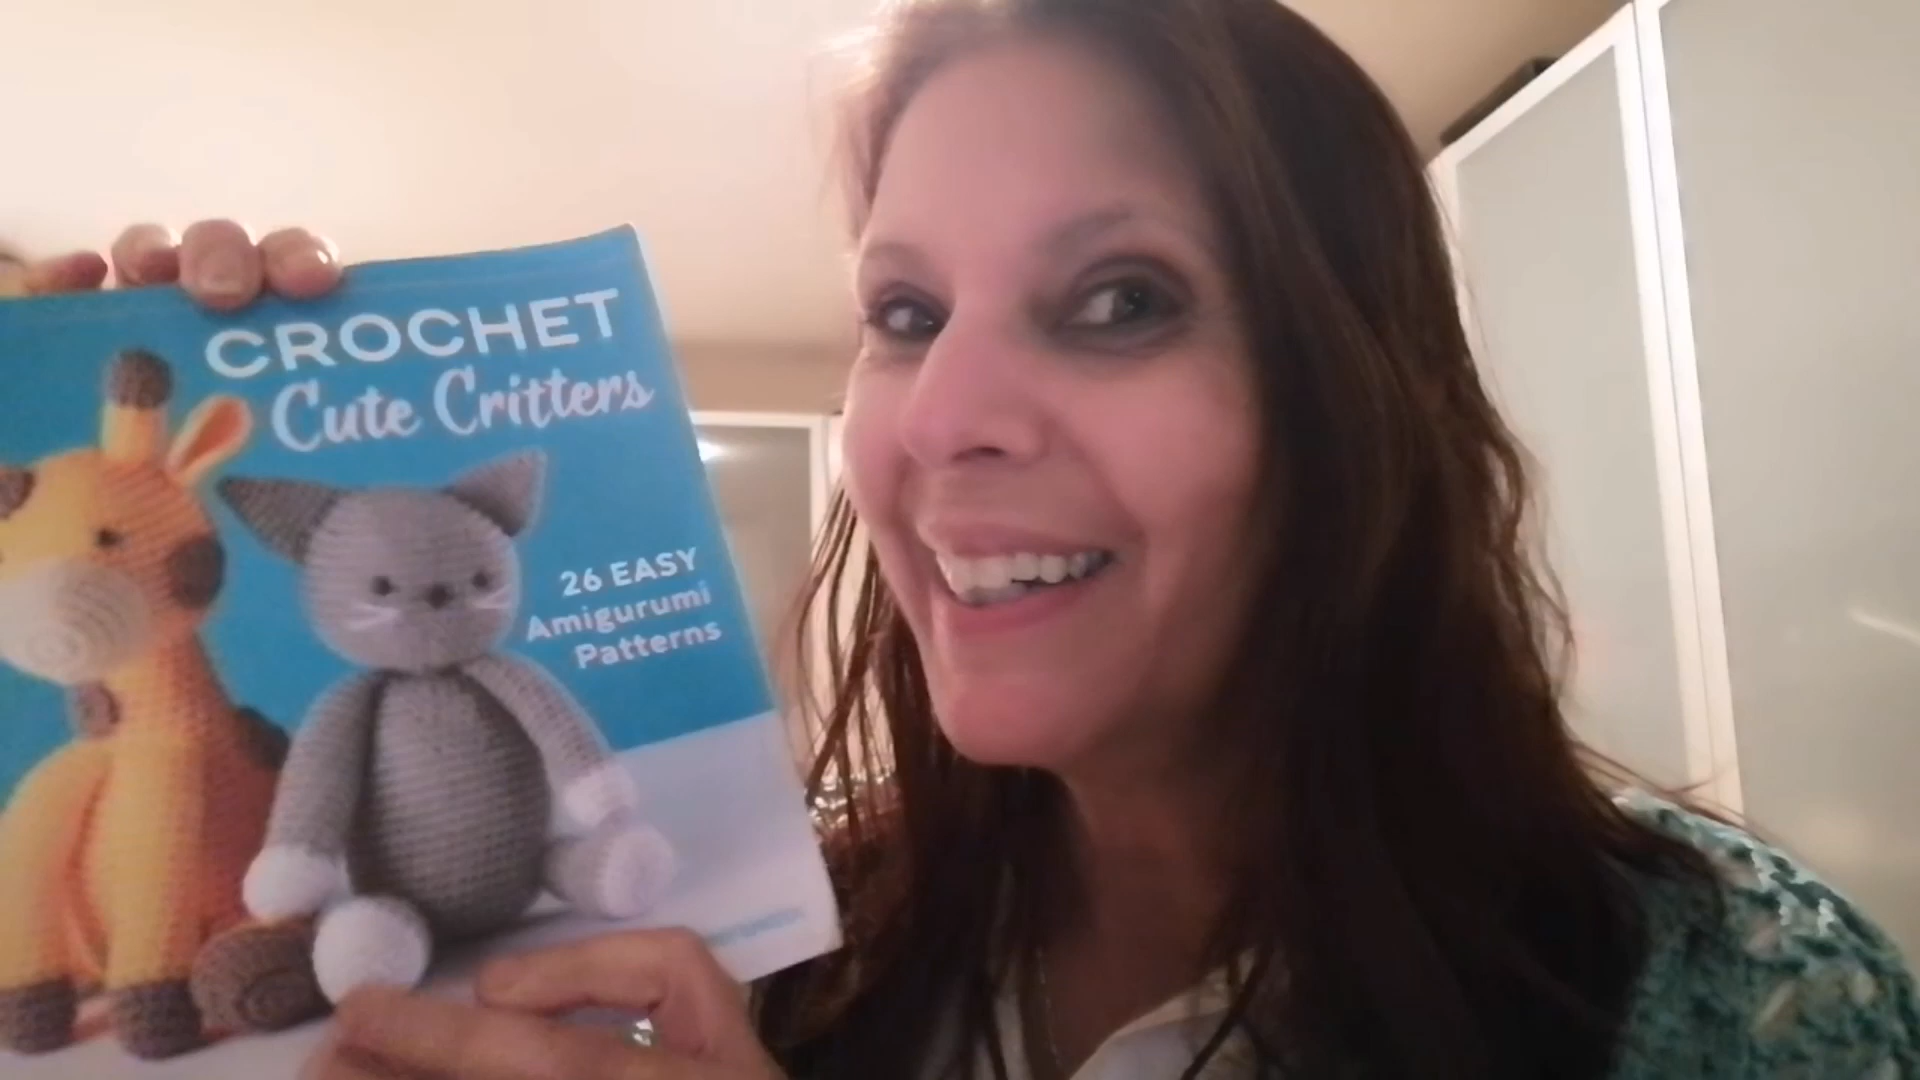 CROCHET
Cute Critters
26 EASY
Amigurumi
Patterns